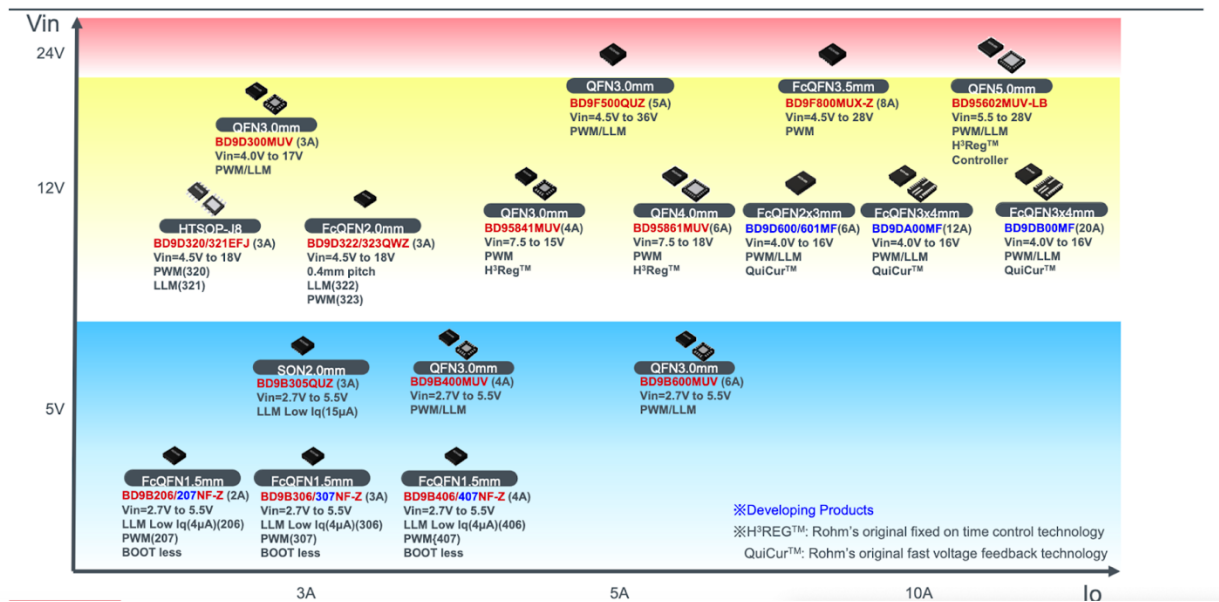 Vin
24V
QFN3.0mm
BD9F500QUZ (5A)
Vin=4.5V to 36V
PWM/LLM
FcQFN3.5mm
BD9F800MUX-Z (8A)
Vin=4.5V to 28V
PWM
QFN5.0mm
BD95602MUV-LB
Vin=5.5 to 28V
PWM/LLM
H³Reg™
Controller
QFN3.0mm
BD9D300MUV (3A)
Vin=4.0V to 17V
PWM/LLM
12V
HTSOP-J8
BD9D320/321EFJ (3A)
Vin=4.5V to 18V
PWM(320)
LLM(321)
FcQFN2.0mm
BD9D322/323QWZ (3A)
Vin=4.5V to 18V
0.4mm pitch
LLM(322)
PWM(323)
QFN3.0mm
BD95841MUV(4A)
Vin=7.5 to 15V
PWM
H³Reg™
QFN4.0mm
BD95861MUV(6A)
Vin=7.5 to 18V
PWM
H³Reg™
FcQFN2x3mm
BD9D600/601MF(6A)
Vin=4.0V to 16V
PWM/LLM
QuiCur™
FcQFN3x4mm
BD9DA00MF(12A)
Vin=4.0V to 16V
PWM/LLM
QuiCur™
FcQFN3x4mm
BD9DB00MF(20A)
Vin=4.0V to 16V
PWM/LLM
QuiCur™
5V
SON2.0mm
BD9B305QUZ (3A)
Vin=2.7V to 5.5V
LLM Low Iq(15µA)
QFN3.0mm
BD9B400MUV (4A)
Vin=2.7V to 5.5V
PWM/LLM
QFN3.0mm
BD9B600MUV (6A)
Vin=2.7V to 5.5V
PWM/LLM
FcQFN1.5mm
BD9B206/207NF-Z (2A)
Vin=2.7V to 5.5V
LLM Low Iq(4µA)(206)
PWM(207)
BOOT less
FcQFN1.5mm
BD9B306/307NF-Z (3A)
Vin=2.7V to 5.5V
LLM Low Iq(4µA)(306)
PWM(307)
BOOT less
FcQFN1.5mm
BD9B406/407NF-Z (4A)
Vin=2.7V to 5.5V
LLM Low Iq(4µA)(406)
PWM{407)
BOOT less
※Developing Products
※H³REG™: Rohm's original fixed on time control technology
QuiCur™: Rohm's original fast voltage feedback technology
3A
5A
10A
Io